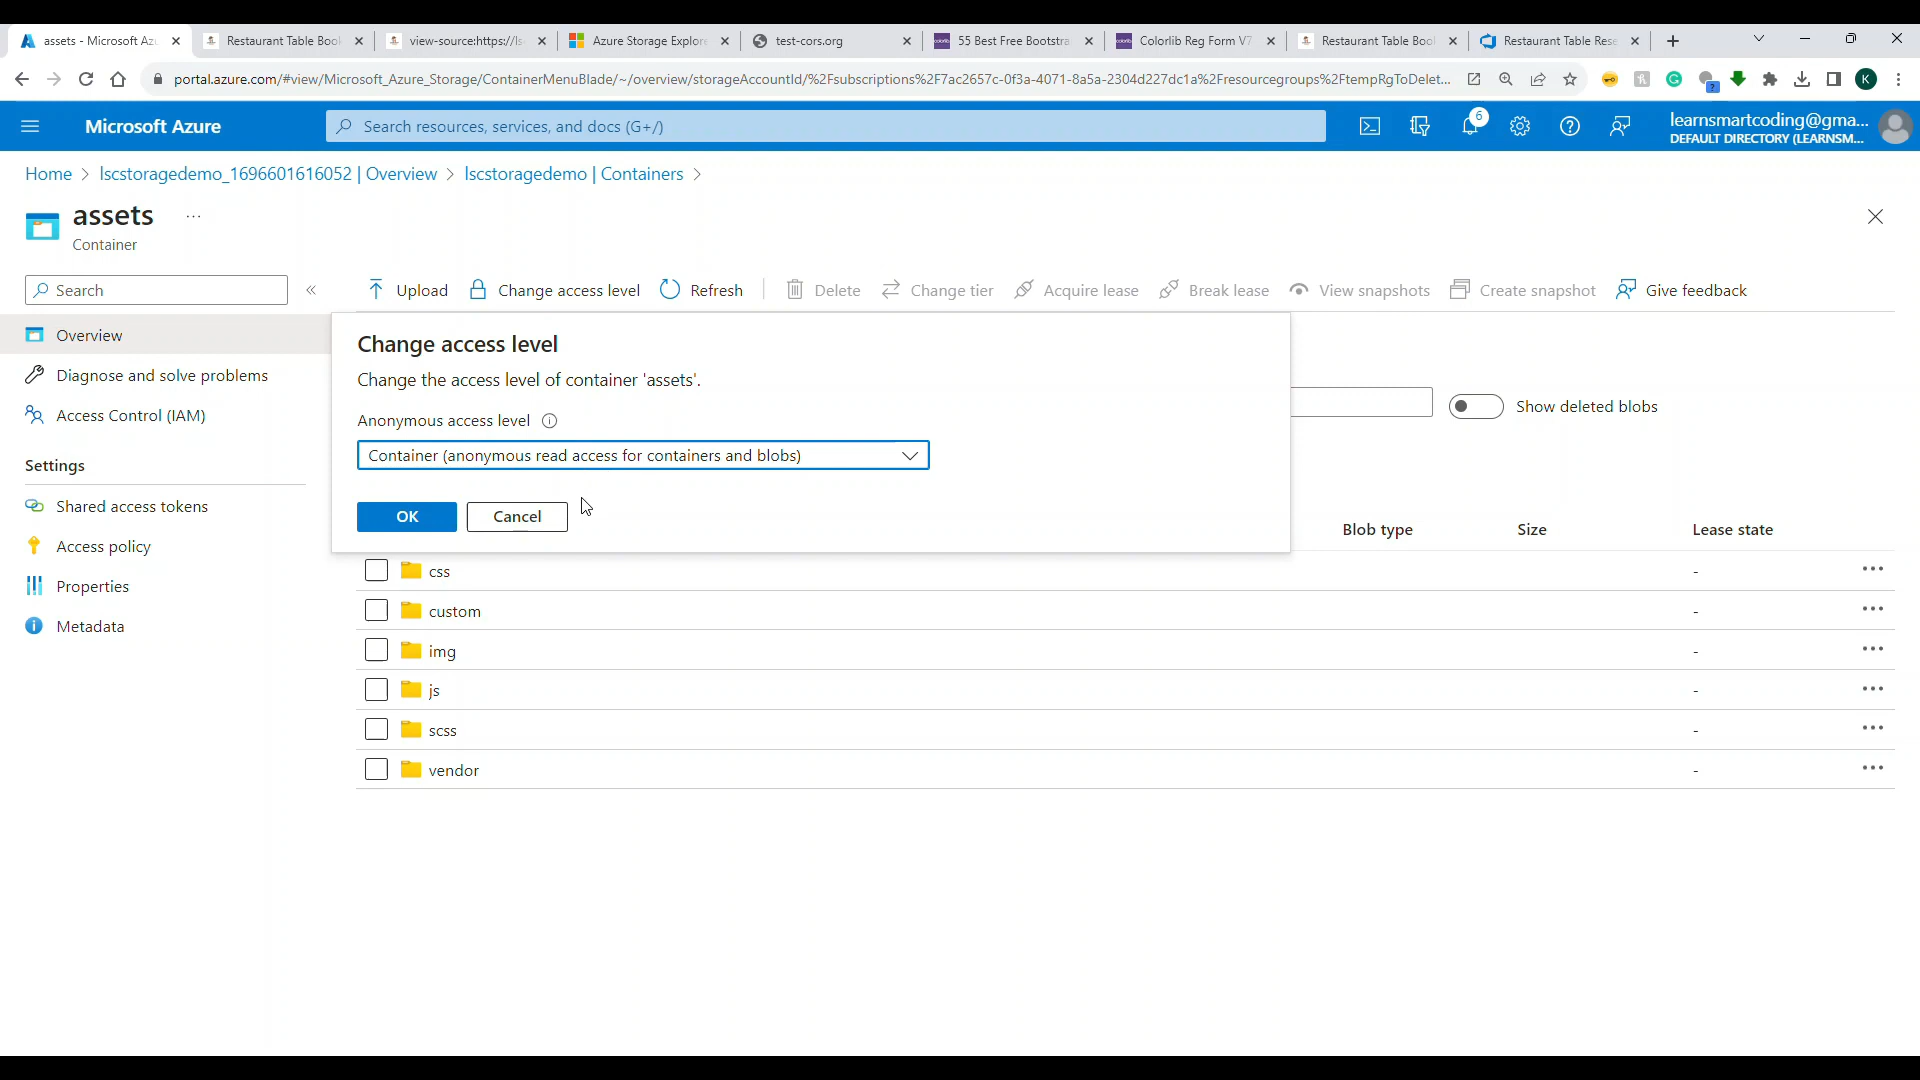 assets - Microsoft Az
Restaurant Table Boo
view-source:https://ls
Azure Storage Explor
test-cors.org
55 Best Free Bootstra
Colorlib Reg Form V7
Restaurant Table Boo
Restaurant Table Rese
portal.azure.com/#view/Microsoft_Azure_Storage/ContainerMenuBlade/~/overview/storageAccountId/%2Fsubscriptions%2F7ac2657c-0f3a-4071-8a5a-2304d227dc1a%2Fresourcegroups%2FtempRgToDelet...
K
Microsoft Azure
Search resources, services, and docs (G+/)
6
learnsmartcoding@gma...
DEFAULT DIRECTORY (LEARNSM...
Home > lscstoragedemo_1696601616052 | Overview > lscstoragedemo | Containers >
assets ...
Container
Search
«
Upload
Change access level
Refresh
Delete
Change tier
Acquire lease
Break lease
View snapshots
Create snapshot
Give feedback
Overview
Diagnose and solve problems
Access Control (IAM)
Settings
Shared access tokens
Access policy
Properties
Metadata
Change access level
Change the access level of container 'assets'.
Anonymous access level
Container (anonymous read access for containers and blobs)
OK
Cancel
Show deleted blobs
Blob type
Size
Lease state
css - ...
custom - ...
img - ...
js - ...
scss - ...
vendor - ...